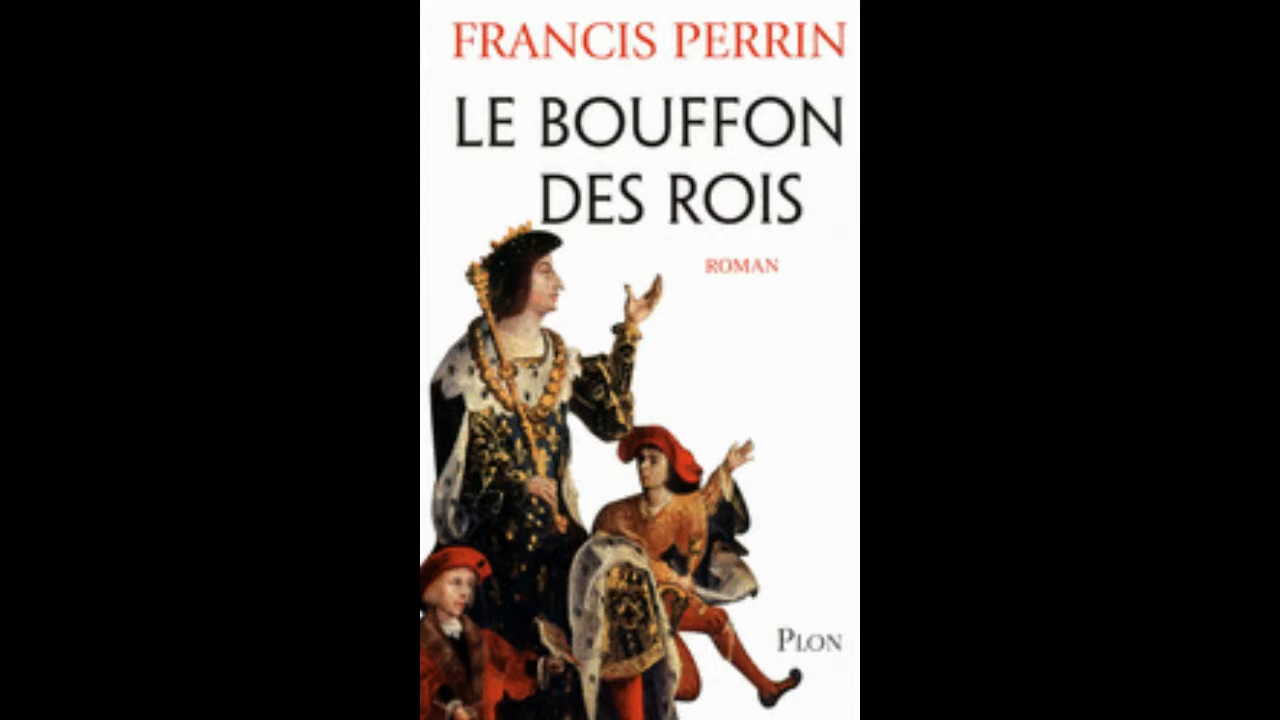 FRANCIS PERRIN
LE BOUFFON
DES ROIS
ROMAN
PLON